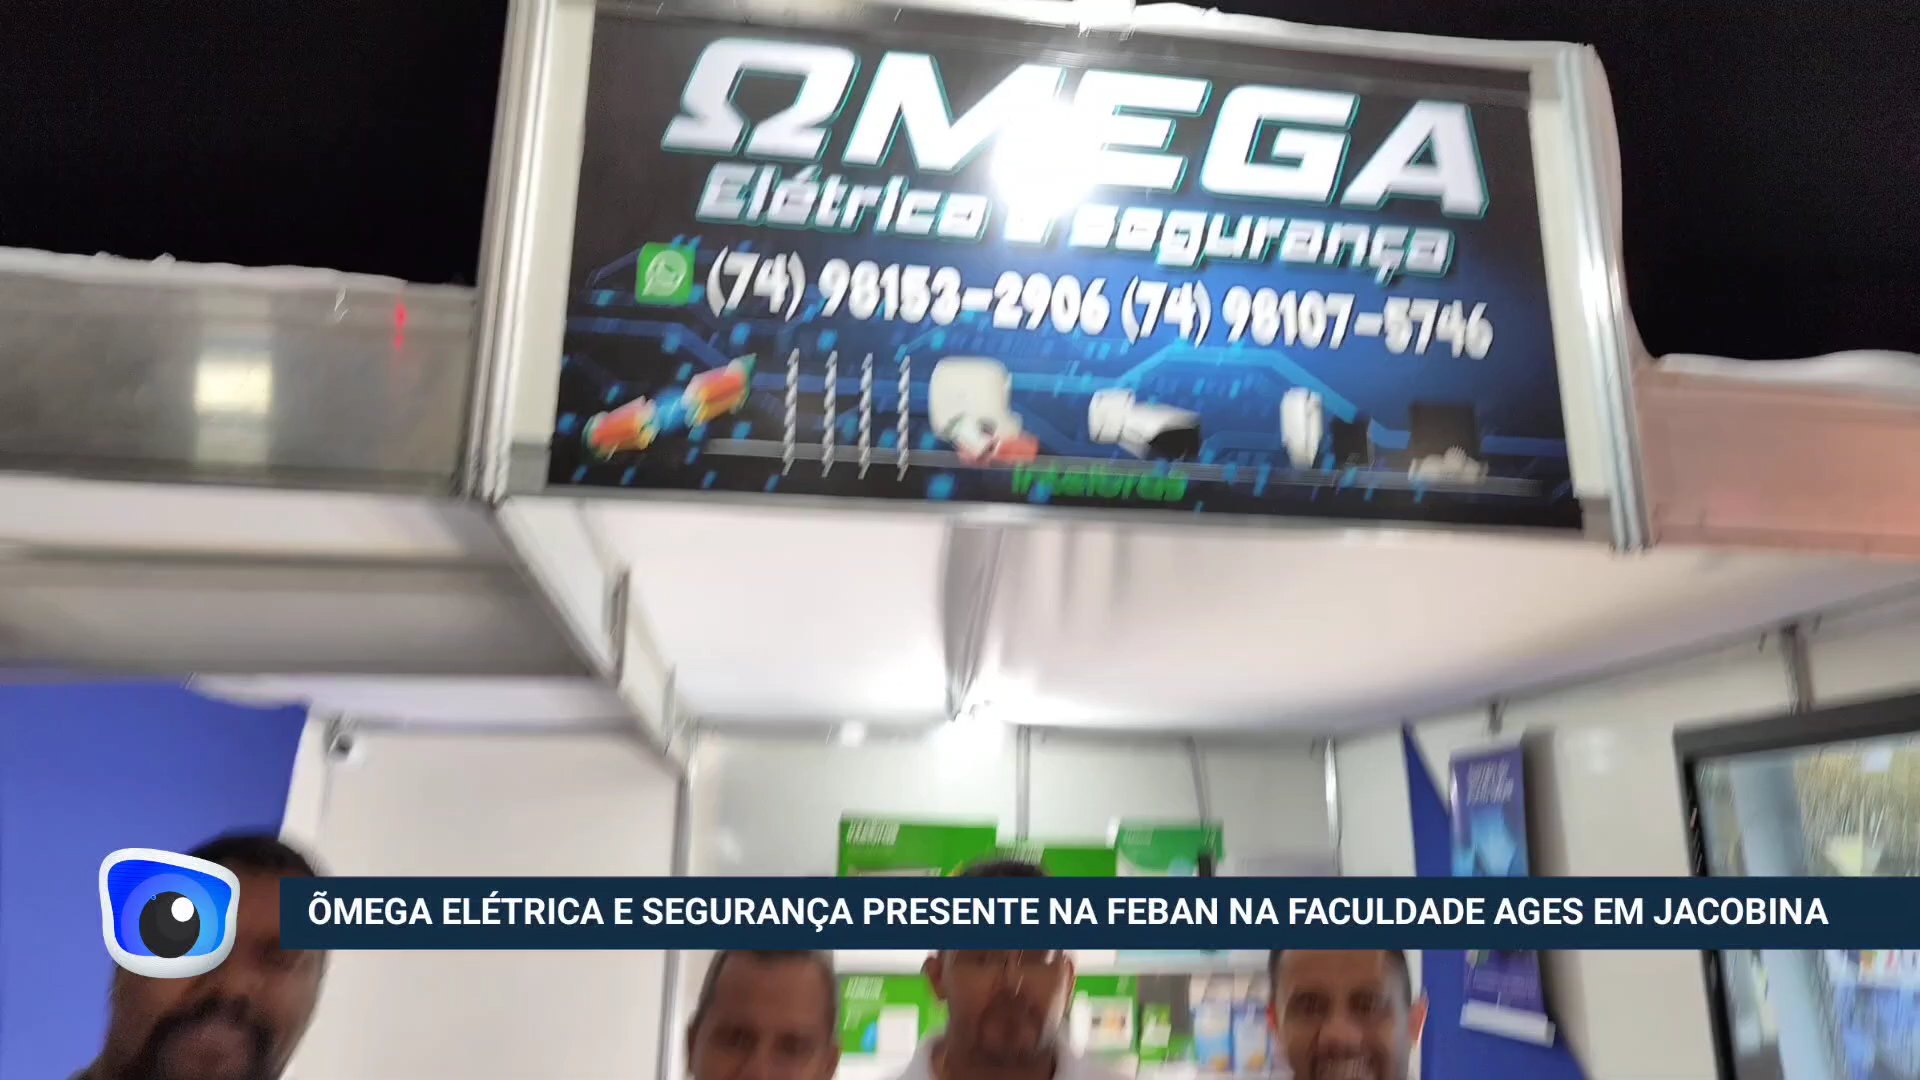 ΩMEGA
Elétrica e segurança
(74) 98153-2906 (74) 98107-5746
intelbras
ÕMEGA ELÉTRICA E SEGURANÇA PRESENTE NA FEBAN NA FACULDADE AGES EM JACOBINA